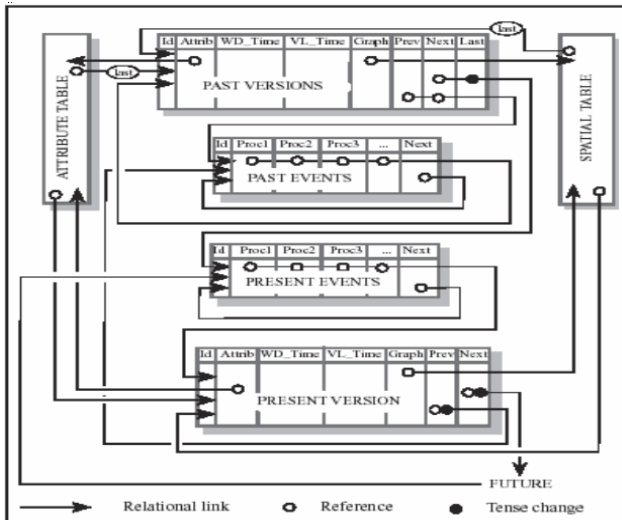 last
Id Attrib WD_Time VL_Time Graph Prev Next Last
last
PAST VERSIONS
ATTRIBUTE TABLE
SPATIAL TABLE
Id Proc1 Proc2 Proc3 ... Next
PAST EVENTS
Id Proc1 Proc2 Proc3 ... Next
PRESENT EVENTS
Id Attrib WD_Time VL_Time Graph Prev Next
PRESENT VERSION
FUTURE
Relational link Reference Tense change